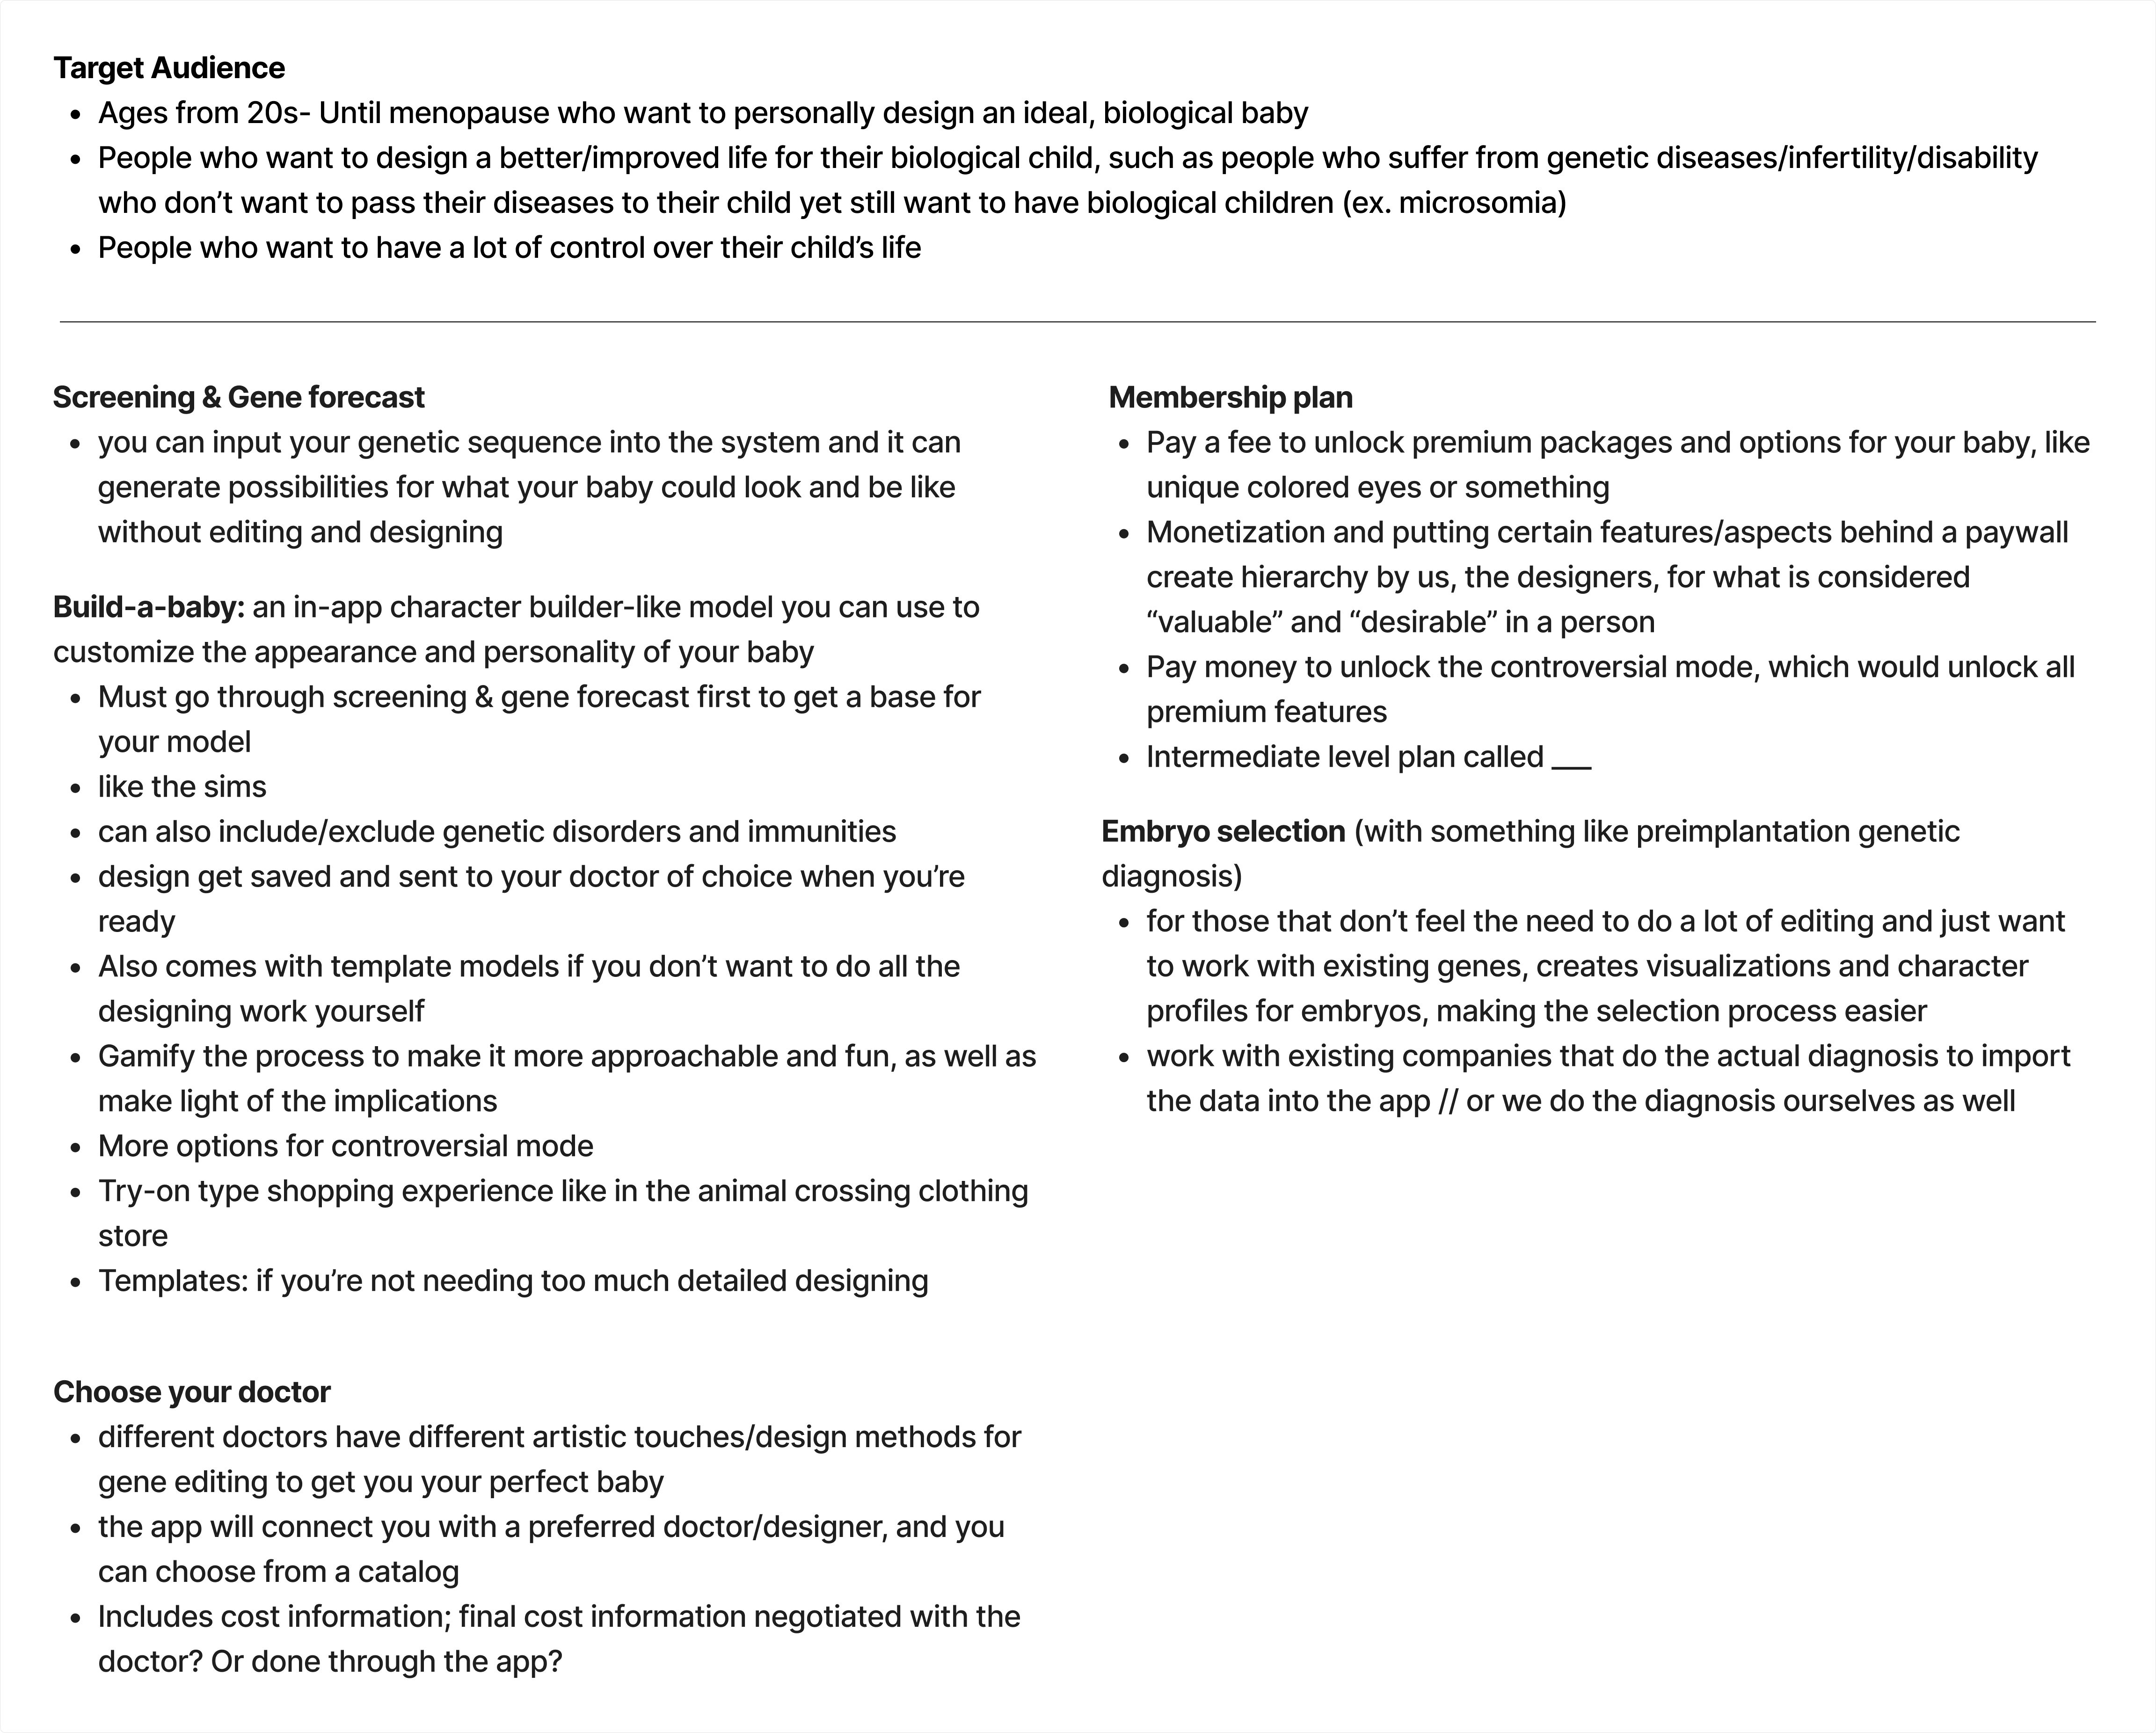 Target Audience
• Ages from 20s- Until menopause who want to personally design an ideal, biological baby
• People who want to design a better/improved life for their biological child, such as people who suffer from genetic diseases/infertility/disability
who don’t want to pass their diseases to their child yet still want to have biological children (ex. microsomia)
• People who want to have a lot of control over their child’s life
Screening & Gene forecast
• you can input your genetic sequence into the system and it can
generate possibilities for what your baby could look and be like
without editing and designing
Build-a-baby: an in-app character builder-like model you can use to
customize the appearance and personality of your baby
• Must go through screening & gene forecast first to get a base for
your model
• like the sims
• can also include/exclude genetic disorders and immunities
• design get saved and sent to your doctor of choice when you’re
ready
• Also comes with template models if you don’t want to do all the
designing work yourself
• Gamify the process to make it more approachable and fun, as well as
make light of the implications
• More options for controversial mode
• Try-on type shopping experience like in the animal crossing clothing
store
• Templates: if you’re not needing too much detailed designing
Choose your doctor
• different doctors have different artistic touches/design methods for
gene editing to get you your perfect baby
• the app will connect you with a preferred doctor/designer, and you
can choose from a catalog
• Includes cost information; final cost information negotiated with the
doctor? Or done through the app?
Membership plan
• Pay a fee to unlock premium packages and options for your baby, like
unique colored eyes or something
• Monetization and putting certain features/aspects behind a paywall
create hierarchy by us, the designers, for what is considered
“valuable” and “desirable” in a person
• Pay money to unlock the controversial mode, which would unlock all
premium features
• Intermediate level plan called ___
Embryo selection (with something like preimplantation genetic
diagnosis)
• for those that don’t feel the need to do a lot of editing and just want
to work with existing genes, creates visualizations and character
profiles for embryos, making the selection process easier
• work with existing companies that do the actual diagnosis to import
the data into the app // or we do the diagnosis ourselves as well